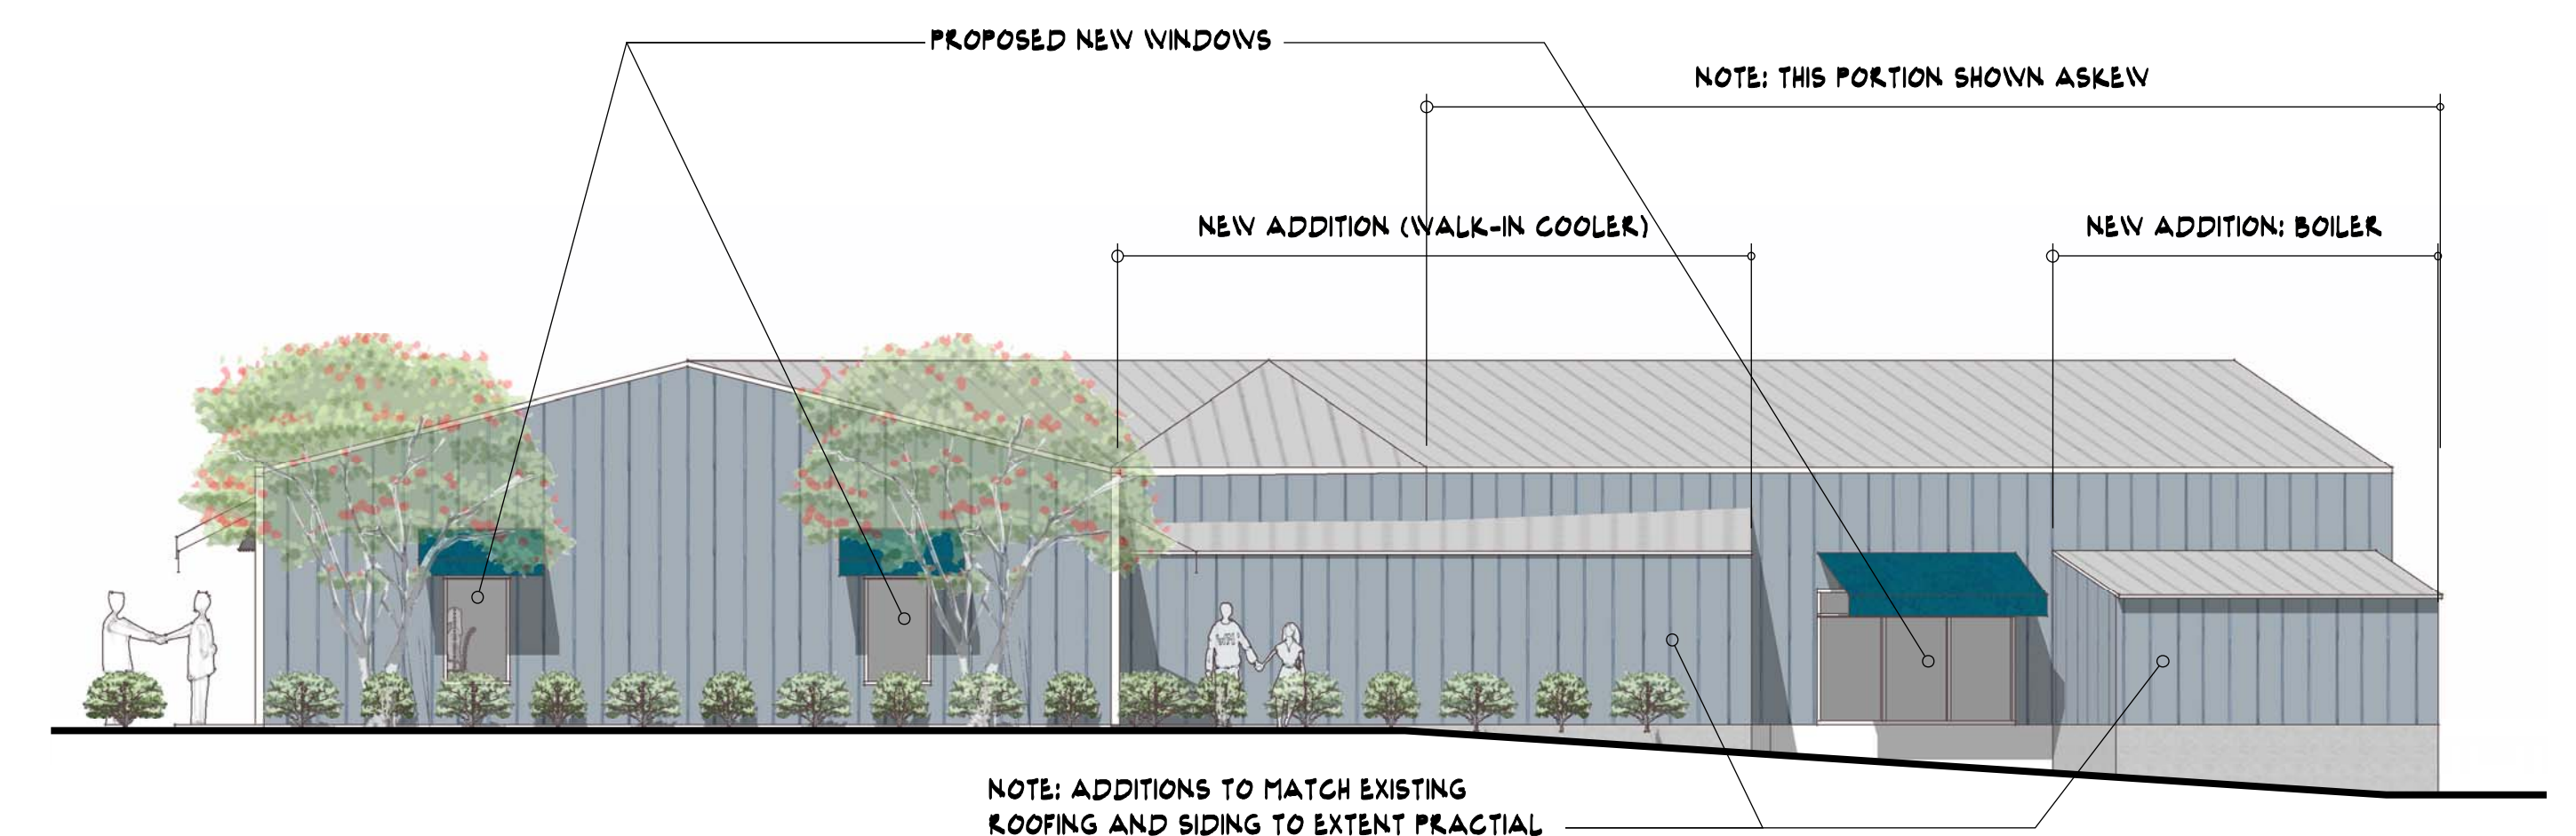 PROPOSED NEW WINDOWS
NOTE: THIS PORTION SHOWN ASKEW
NEW ADDITION (WALK-IN COOLER)
NEW ADDITION: BOILER
NOTE: ADDITIONS TO MATCH EXISTING
ROOFING AND SIDING TO EXTENT PRACTIAL